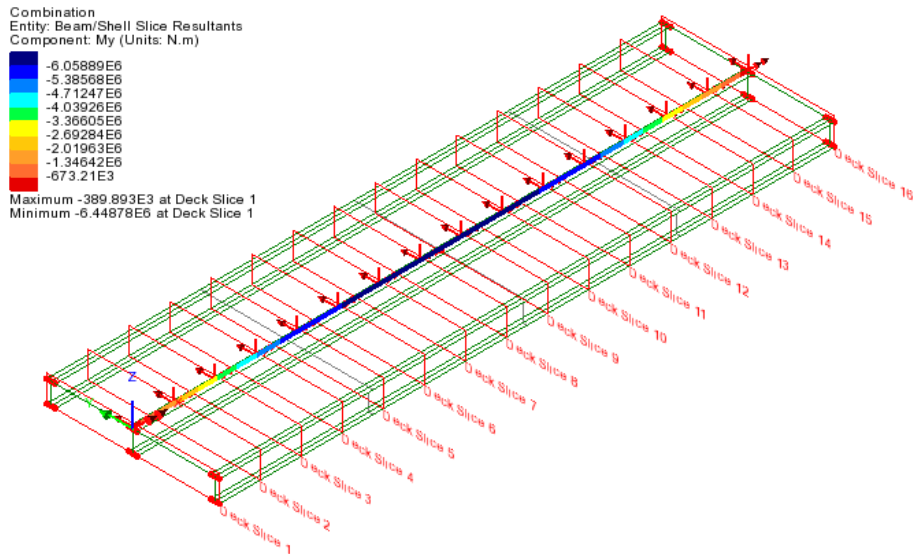 Combination
Entity: Beam/Shell Slice Resultants
Component: My (Units: N.m)
-6.05889E6
-5.38568E6
-4.71247E6
-4.03926E6
-3.36605E6
-2.69284E6
-2.01963E6
-1.34642E6
-673.21E3
Maximum -389.893E3 at Deck Slice 1
Minimum -6.44878E6 at Deck Slice 1
Z
Deck Slice 16
Deck Slice 15
Deck Slice 14
Deck Slice 13
Deck Slice 12
Deck Slice 11
Deck Slice 10
Deck Slice 9
Deck Slice 8
Deck Slice 7
Deck Slice 6
Deck Slice 5
Deck Slice 4
Deck Slice 3
Deck Slice 2
Deck Slice 1